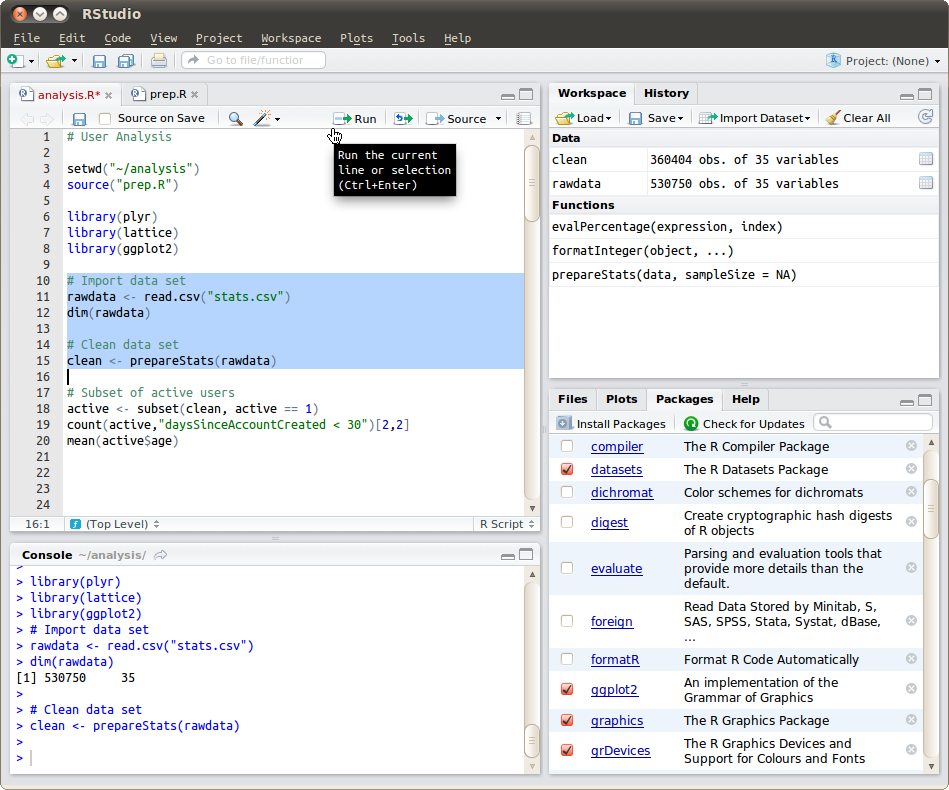 RStudio
File Edit Code View Project Workspace Plots Tools Help
Go to file/function
Project: (None)
analysis.R* prep.R
Source on Save Run Source
1 # User Analysis
2
3 setwd("~/analysis")
4 source("prep.R")
5
6 library(plyr)
7 library(lattice)
8 library(ggplot2)
9
10 # Import data set
11 rawdata <- read.csv("stats.csv")
12 dim(rawdata)
13
14 # Clean data set
15 clean <- prepareStats(rawdata)
16
17 # Subset of active users
18 active <- subset(clean, active == 1)
19 count(active,"daysSinceAccountCreated < 30")[2,2]
20 mean(active$age)
21
22
23
24
Run the current
line or selection
(Ctrl+Enter)
16:1 (Top Level) R Script
Console ~/analysis/
>
> library(plyr)
> library(lattice)
> library(ggplot2)
> # Import data set
> rawdata <- read.csv("stats.csv")
> dim(rawdata)
[1] 530750     35
>
> # Clean data set
> clean <- prepareStats(rawdata)
>
>
Workspace History
Load Save Import Dataset Clear All
Data
clean 360404 obs. of 35 variables
rawdata 530750 obs. of 35 variables
Functions
evalPercentage(expression, index)
formatInteger(object, ...)
prepareStats(data, sampleSize = NA)
Files Plots Packages Help
Install Packages Check for Updates
compiler The R Compiler Package
datasets The R Datasets Package
dichromat Color schemes for dichromats
digest Create cryptographic hash digests
of R objects
evaluate Parsing and evaluation tools that
provide more details than the
default.
foreign Read Data Stored by Minitab, S,
SAS, SPSS, Stata, Systat, dBase,
...
formatR Format R Code Automatically
ggplot2 An implementation of the
Grammar of Graphics
graphics The R Graphics Package
grDevices The R Graphics Devices and
Support for Colours and Fonts